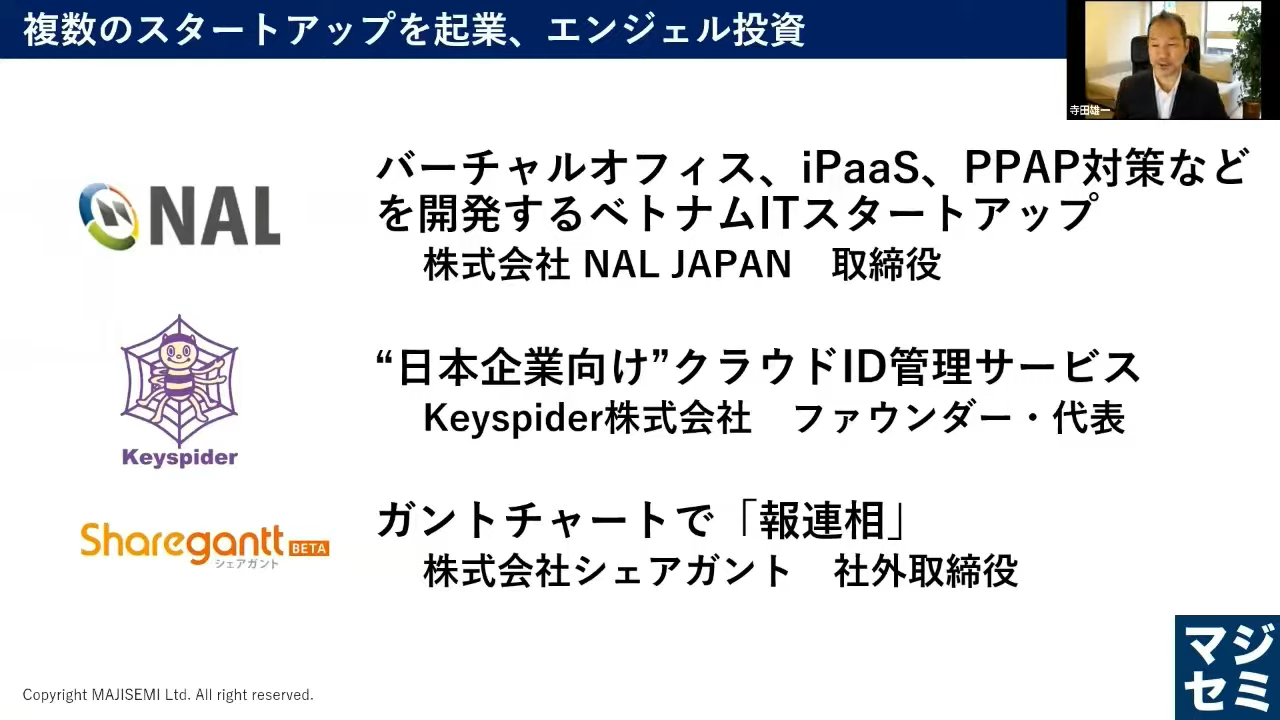 複数のスタートアップを起業、エンジェル投資
寺田雄一
NAL
バーチャルオフィス、iPaaS、PPAP対策など
を開発するベトナムITスタートアップ
株式会社 NAL JAPAN　取締役
Keyspider
“日本企業向け”クラウドID管理サービス
Keyspider株式会社　ファウンダー・代表
Sharegantt BETA
シェアガント
ガントチャートで「報連相」
株式会社シェアガント　社外取締役
マジ
セミ
Copyright MAJISEMI Ltd. All right reserved.